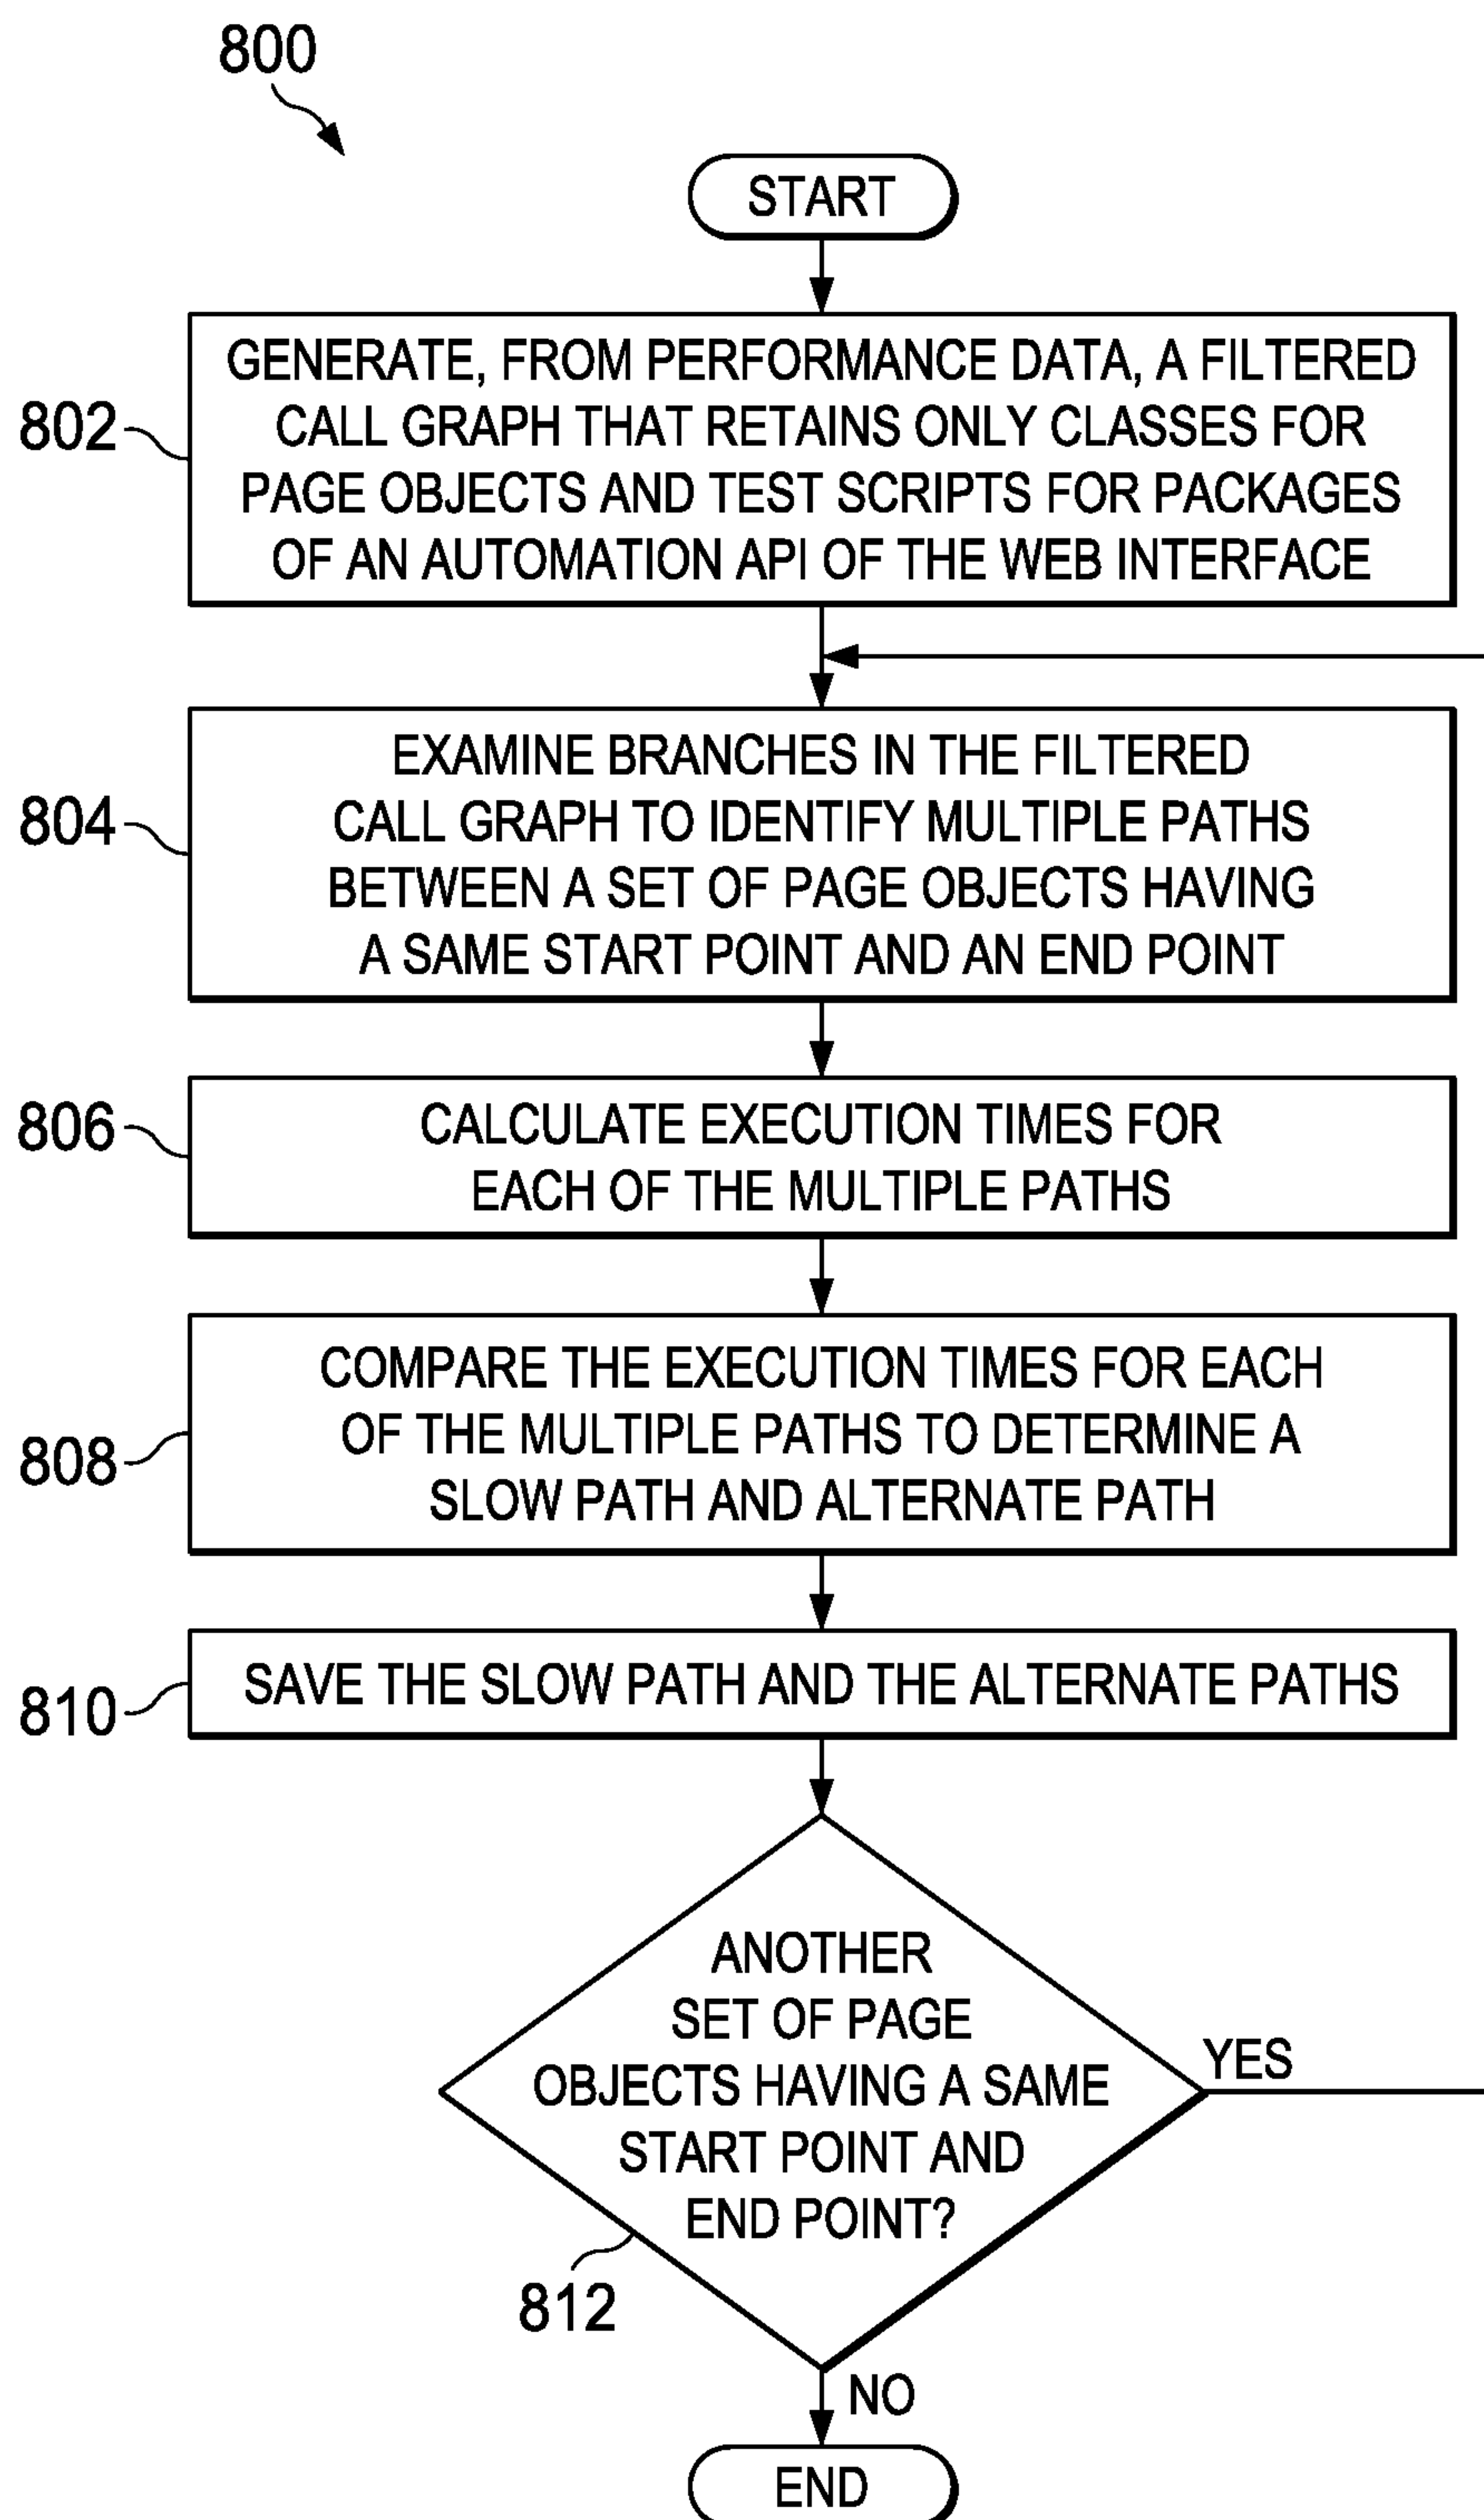 800
START
GENERATE, FROM PERFORMANCE DATA, A FILTERED
CALL GRAPH THAT RETAINS ONLY CLASSES FOR
PAGE OBJECTS AND TEST SCRIPTS FOR PACKAGES
OF AN AUTOMATION API OF THE WEB INTERFACE
802
EXAMINE BRANCHES IN THE FILTERED
CALL GRAPH TO IDENTIFY MULTIPLE PATHS
BETWEEN A SET OF PAGE OBJECTS HAVING
A SAME START POINT AND AN END POINT
804
CALCULATE EXECUTION TIMES FOR
EACH OF THE MULTIPLE PATHS
806
COMPARE THE EXECUTION TIMES FOR EACH
OF THE MULTIPLE PATHS TO DETERMINE A
SLOW PATH AND ALTERNATE PATH
808
SAVE THE SLOW PATH AND THE ALTERNATE PATHS
810
ANOTHER
SET OF PAGE
OBJECTS HAVING A SAME
START POINT AND
END POINT?
YES
812
NO
END